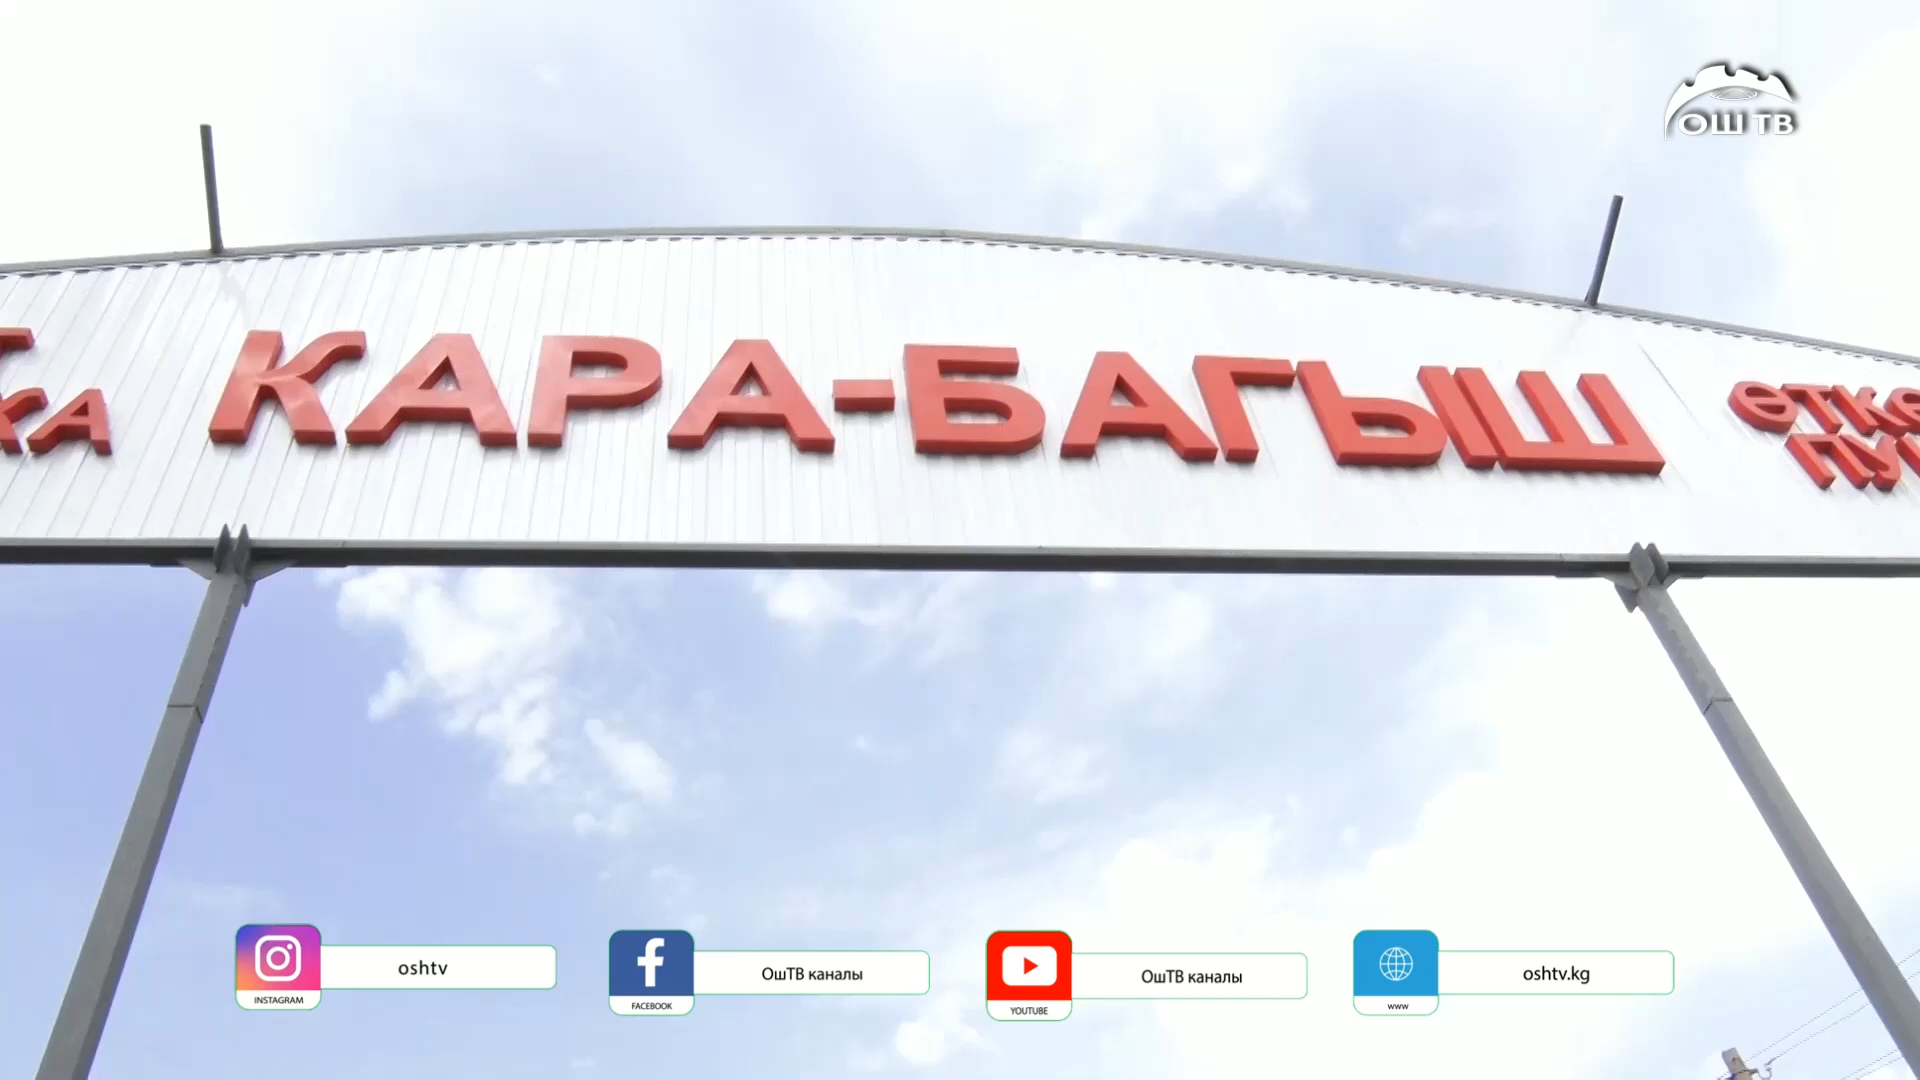 ОШ ТВ
КАРА-БАГЫШ
oshtv
INSTAGRAM
ОшТВ каналы
FACEBOOK
ОшТВ каналы
YOUTUBE
oshtv.kg
www